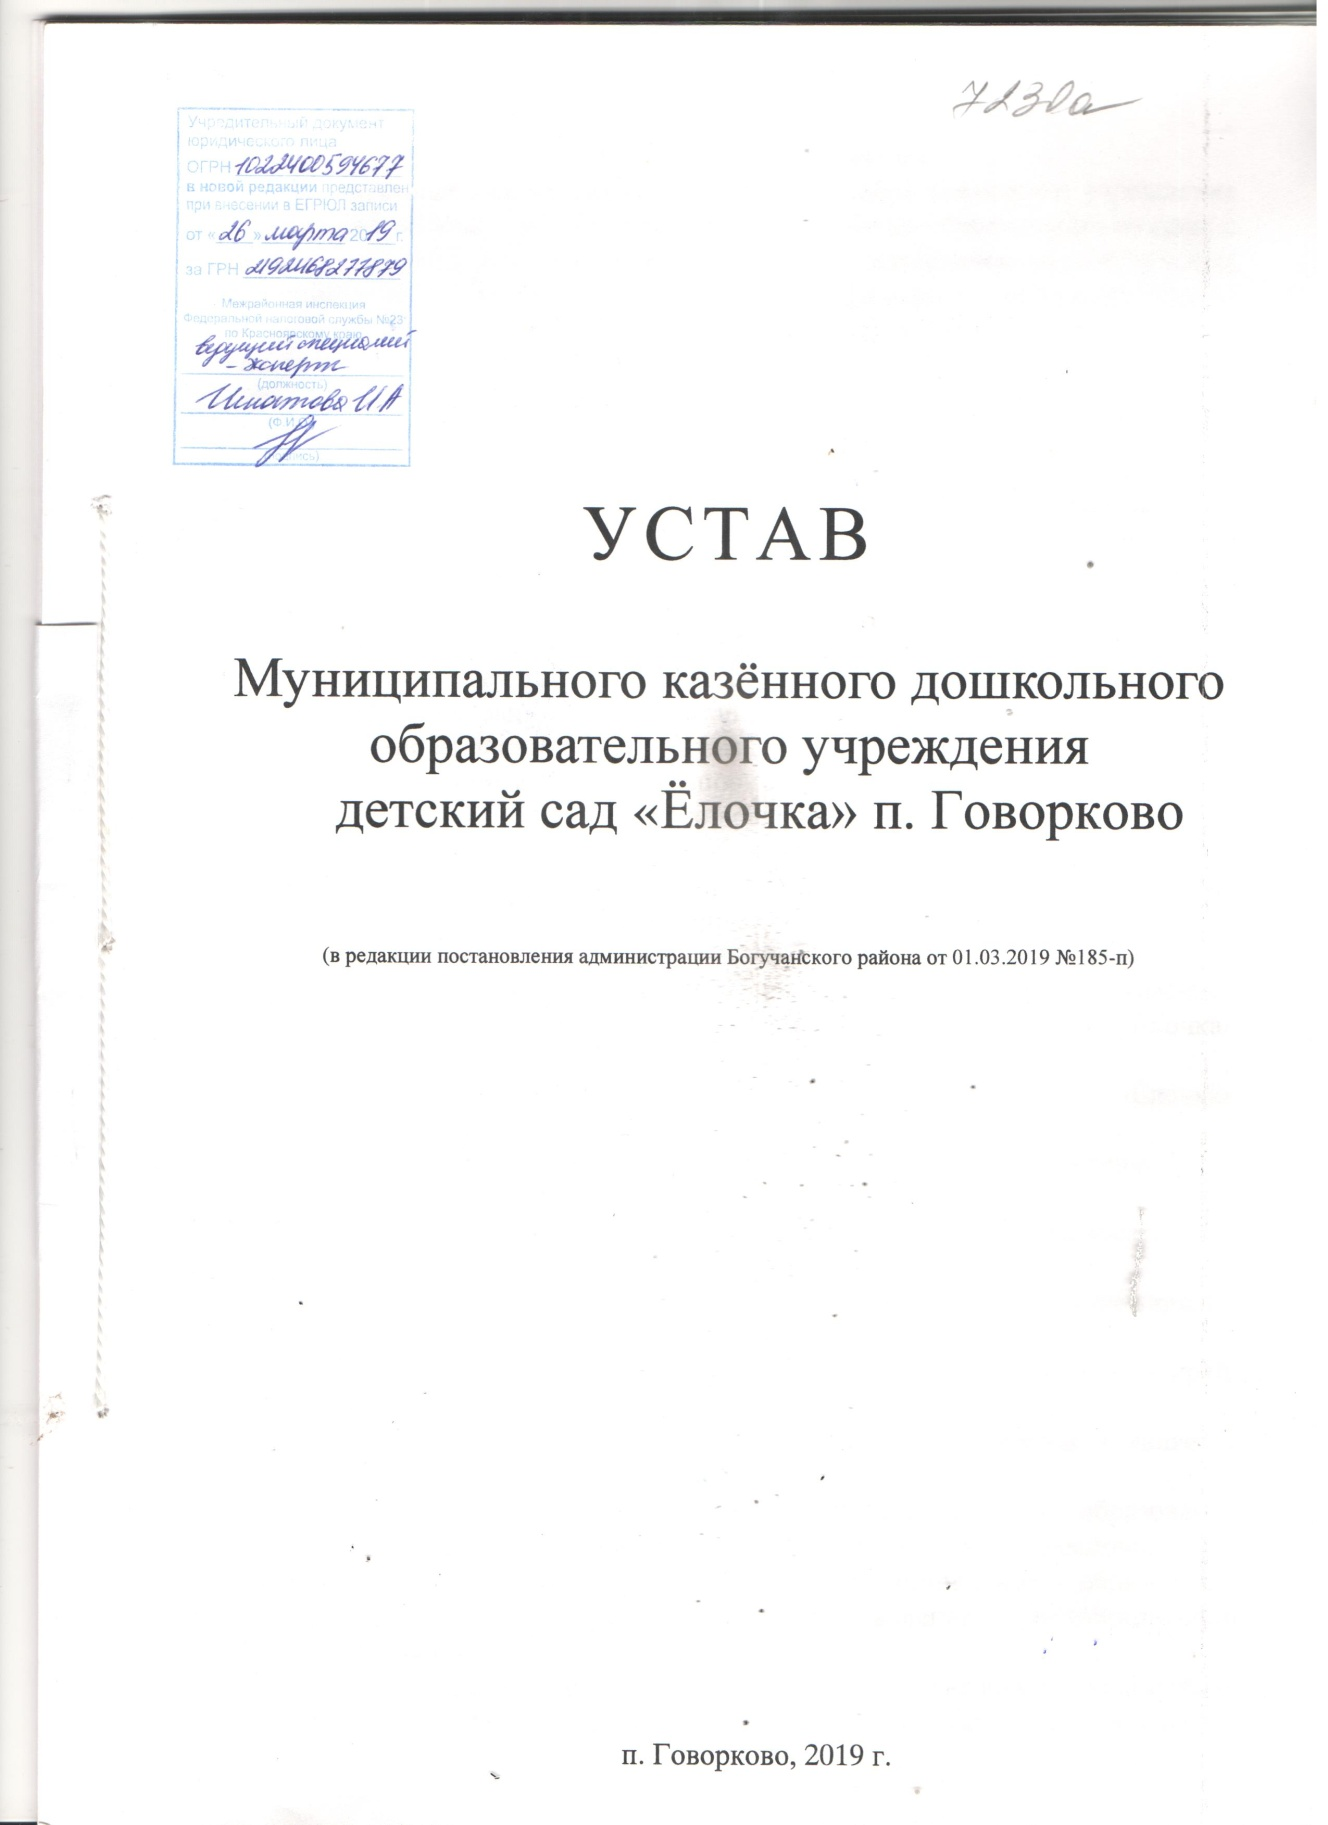 7230а
Учредительный документ
юридического лица
ОГРН 1022400594677
в новой редакции представлен
при внесении в ЕГРЮЛ записи
от «26» марта 2019 г.
за ГРН 2192468277879
Межрайонная инспекция
Федеральной налоговой службы №23
по Красноярскому краю
ведущий специалист
- эксперт
(должность)
И А
(Ф.И.О.)
УСТАВ
Муниципального казённого дошкольного
образовательного учреждения
детский сад «Ёлочка» п. Говорково
(в редакции постановления администрации Богучанского района от 01.03.2019 №185-п)
п. Говорково, 2019 г.